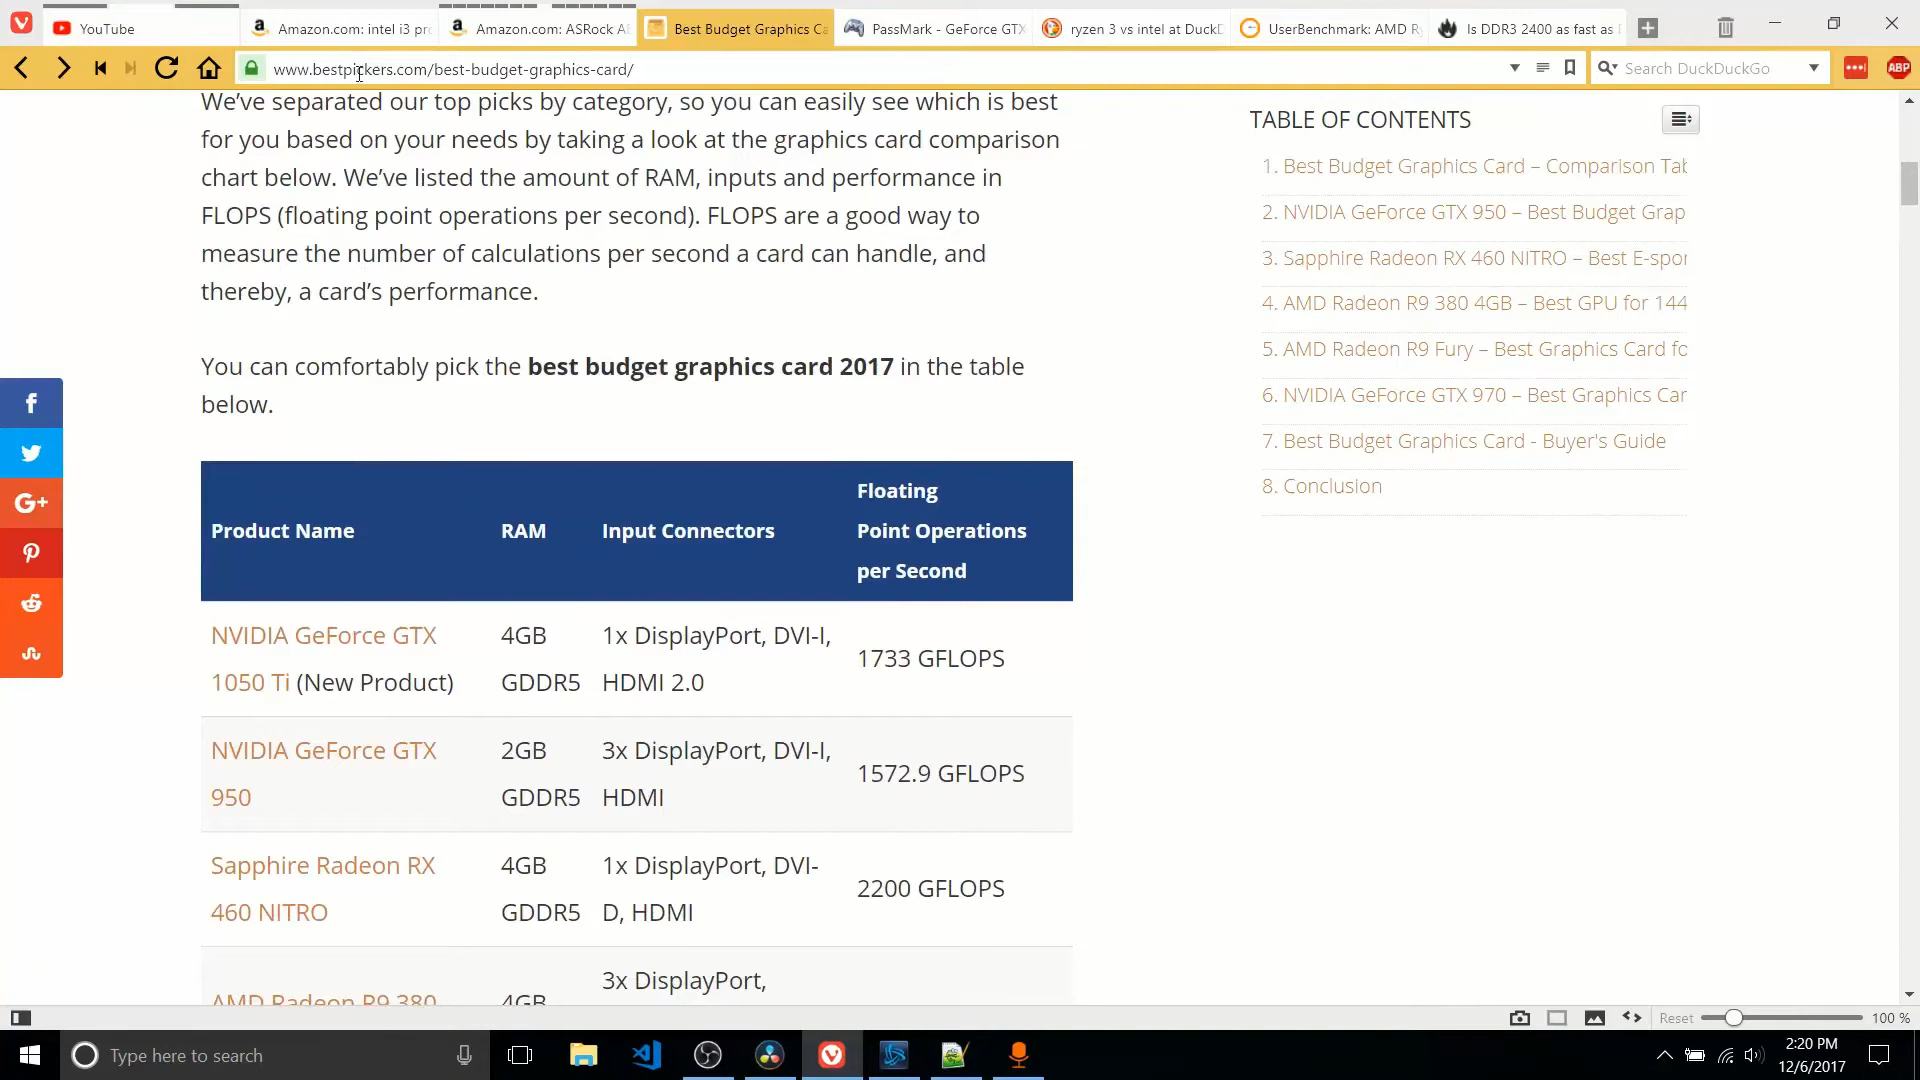 YouTube
Amazon.com: intel i3 pr
Amazon.com: ASRock A
Best Budget Graphics C
PassMark - GeForce GTX
ryzen 3 vs intel at DuckD
UserBenchmark: AMD Ry
Is DDR3 2400 as fast as
www.bestpickers.com/best-budget-graphics-card/
Search DuckDuckGo
ABP
We've separated our top picks by category, so you can easily see which is best
for you based on your needs by taking a look at the graphics card comparison
chart below. We've listed the amount of RAM, inputs and performance in
FLOPS (floating point operations per second). FLOPS are a good way to
measure the number of calculations per second a card can handle, and
thereby, a card's performance.
You can comfortably pick the best budget graphics card 2017 in the table
below.
TABLE OF CONTENTS
1. Best Budget Graphics Card – Comparison Tab
2. NVIDIA GeForce GTX 950 – Best Budget Grap
3. Sapphire Radeon RX 460 NITRO – Best E-spor
4. AMD Radeon R9 380 4GB – Best GPU for 144
5. AMD Radeon R9 Fury – Best Graphics Card fo
6. NVIDIA GeForce GTX 970 – Best Graphics Car
7. Best Budget Graphics Card - Buyer's Guide
8. Conclusion
f
G+
Product Name
RAM
Input Connectors
Floating
Point Operations
per Second
NVIDIA GeForce GTX
1050 Ti (New Product)
4GB
GDDR5
1x DisplayPort, DVI-I,
HDMI 2.0
1733 GFLOPS
NVIDIA GeForce GTX
950
2GB
GDDR5
3x DisplayPort, DVI-I,
HDMI
1572.9 GFLOPS
Sapphire Radeon RX
460 NITRO
4GB
GDDR5
1x DisplayPort, DVI-
D, HDMI
2200 GFLOPS
AMD Radeon R9 380
4GB
3x DisplayPort,
Reset
100 %
Type here to search
2:20 PM
12/6/2017